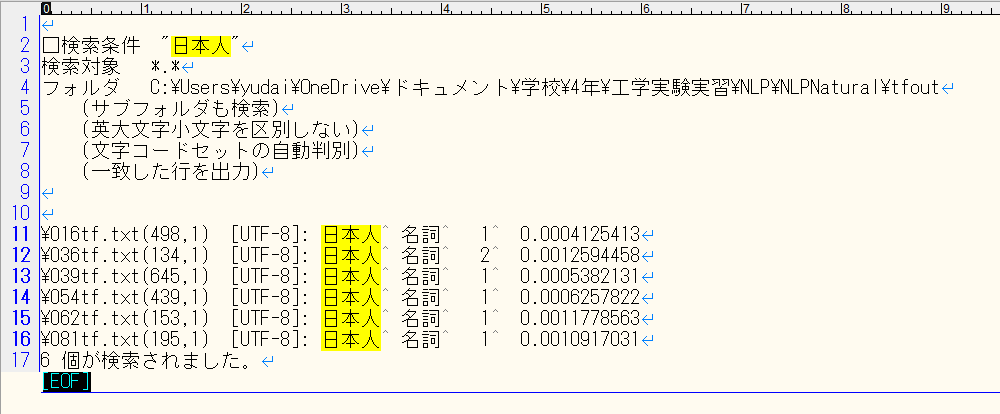 0 1 2 3 4 5 6 7 8 9
1 ↵
2 □検索条件 "日本人"↵
3 検索対象 *.*↵
4 フォルダ C:¥Users¥yudai¥OneDrive¥ドキュメント¥学校¥4年¥工学実験実習¥NLP¥NLPNatural¥tfout↵
5 (サブフォルダも検索)↵
6 (英大文字小文字を区別しない)↵
7 (文字コードセットの自動判別)↵
8 (一致した行を出力)↵
9 ↵
10 ↵
11 ¥016tf.txt(498,1) [UTF-8]: 日本人^ 名詞^ 1^ 0.0004125413↵
12 ¥036tf.txt(134,1) [UTF-8]: 日本人^ 名詞^ 2^ 0.0012594458↵
13 ¥039tf.txt(645,1) [UTF-8]: 日本人^ 名詞^ 1^ 0.0005382131↵
14 ¥054tf.txt(439,1) [UTF-8]: 日本人^ 名詞^ 1^ 0.0006257822↵
15 ¥062tf.txt(153,1) [UTF-8]: 日本人^ 名詞^ 1^ 0.0011778563↵
16 ¥081tf.txt(195,1) [UTF-8]: 日本人^ 名詞^ 1^ 0.0010917031↵
17 6 個が検索されました。↵
[EOF]